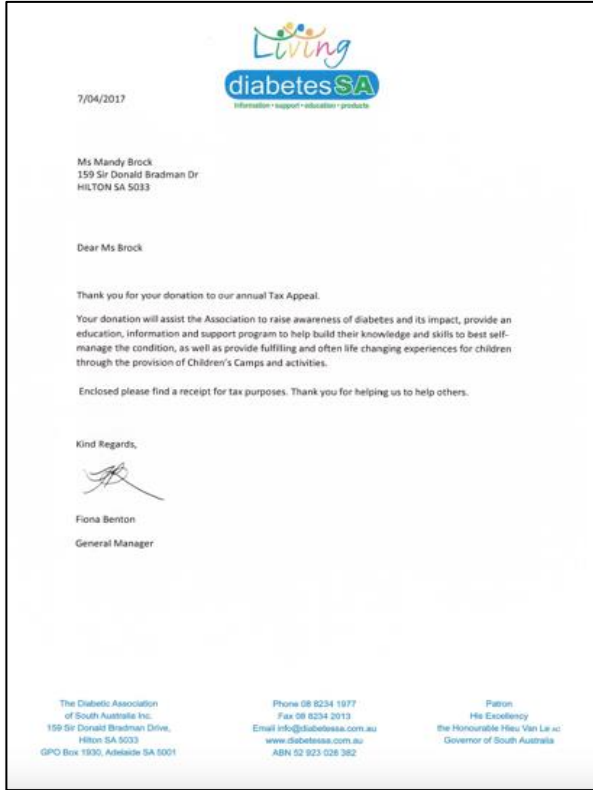 Living
diabetesSA
information • support • education • products
7/04/2017
Ms Mandy Brock
159 Sir Donald Bradman Dr
HILTON SA 5033
Dear Ms Brock
Thank you for your donation to our annual Tax Appeal.
Your donation will assist the Association to raise awareness of diabetes and its impact, provide an
education, information and support program to help build their knowledge and skills to best self-
manage the condition, as well as provide fulfilling and often life changing experiences for children
through the provision of Children's Camps and activities.
Enclosed please find a receipt for tax purposes. Thank you for helping us to help others.
Kind Regards,
Fiona Benton
General Manager
The Diabetic Association
of South Australia Inc.
159 Sir Donald Bradman Drive,
Hilton SA 5033
GPO Box 1930, Adelaide SA 5001
Phone 08 8234 1977
Fax 08 8234 2013
Email info@diabetessa.com.au
www.diabetessa.com.au
ABN 52 923 028 382
Patron
His Excellency
the Honourable Hieu Van Le AC
Governor of South Australia